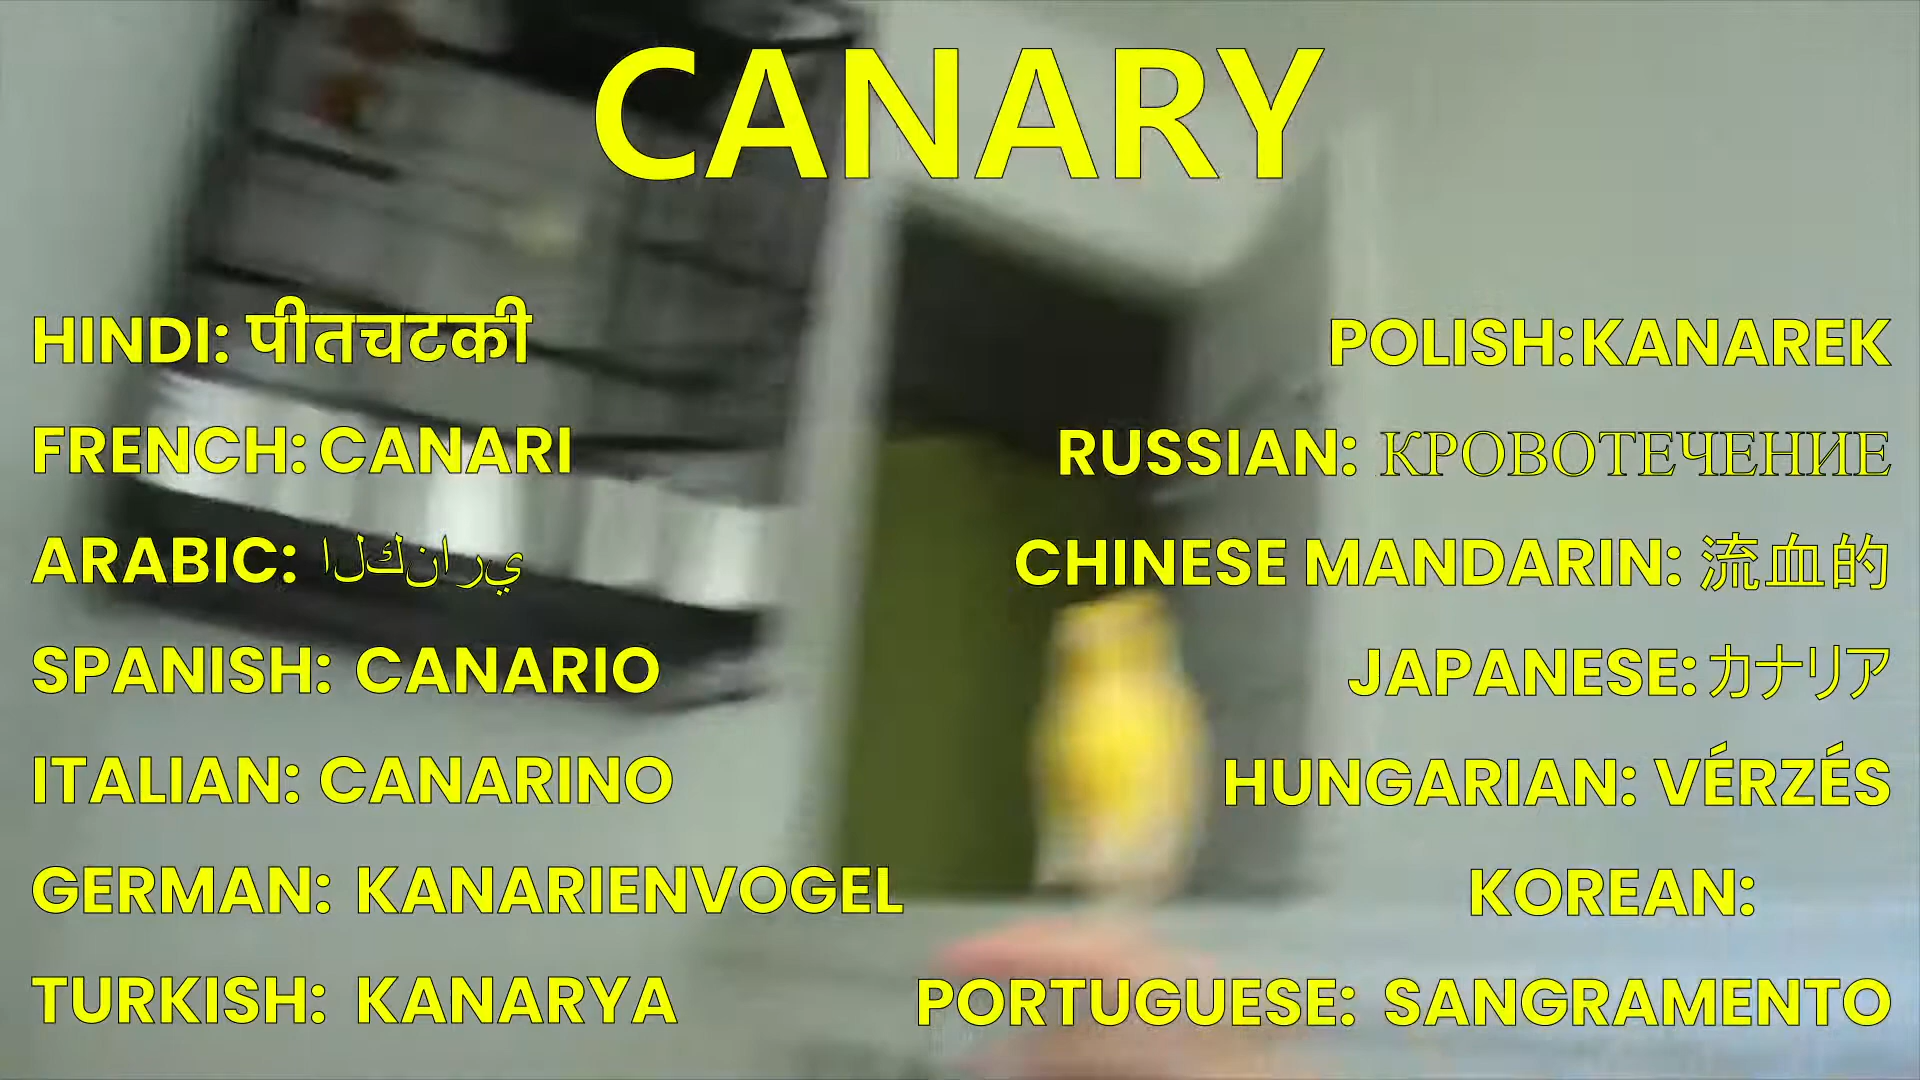 CANARY
HINDI: पीतचटकी
FRENCH: CANARI
ARABIC: الكناري
SPANISH: CANARIO
ITALIAN: CANARINO
GERMAN: KANARIENVOGEL
TURKISH: KANARYA
POLISH:KANAREK
RUSSIAN: КРОВОТЕЧЕНИЕ
CHINESE MANDARIN: 流血的
JAPANESE:カナリア
HUNGARIAN: VÉRZÉS
KOREAN:
PORTUGUESE: SANGRAMENTO